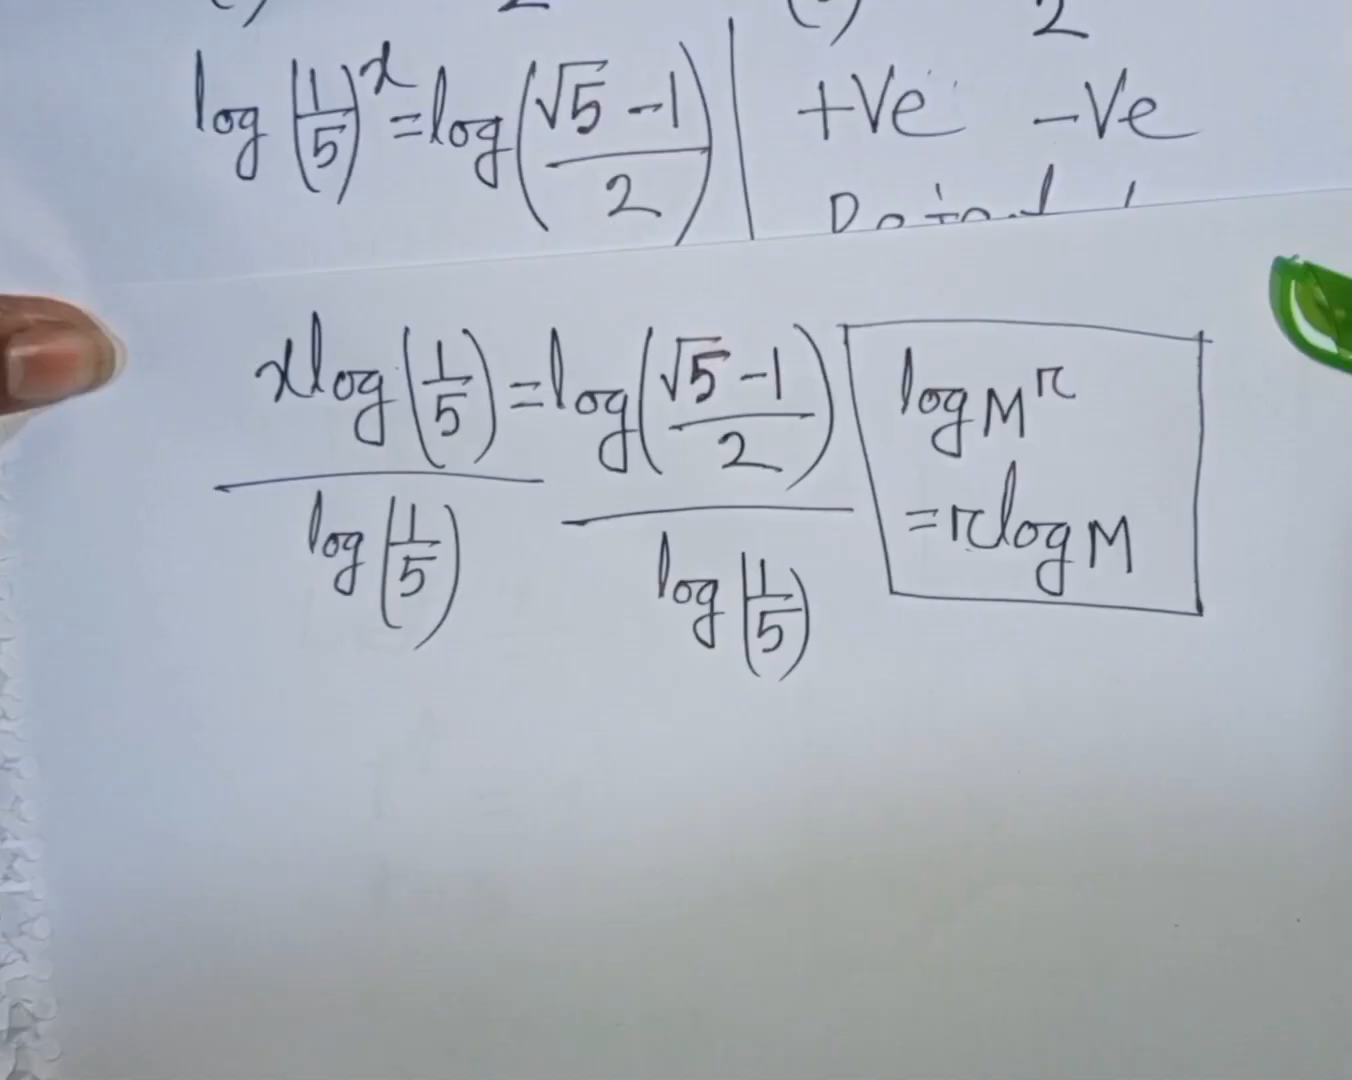 log (1/5)^x = log((√5 - 1)/2) | +Ve -Ve
x log (1/5) = log((√5 - 1)/2)
log (1/5) log (1/5)
log M^r
= r log M